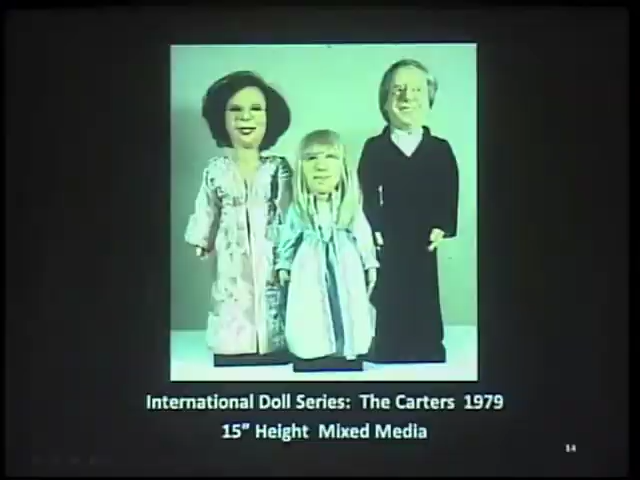 International Doll Series:  The Carters  1979
15” Height  Mixed Media
14